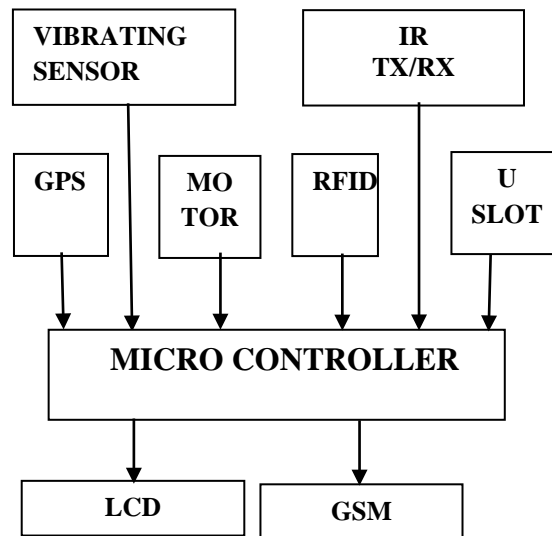 VIBRATING
SENSOR
IR
TX/RX
GPS
MO
TOR
RFID
U
SLOT
MICRO CONTROLLER
LCD
GSM